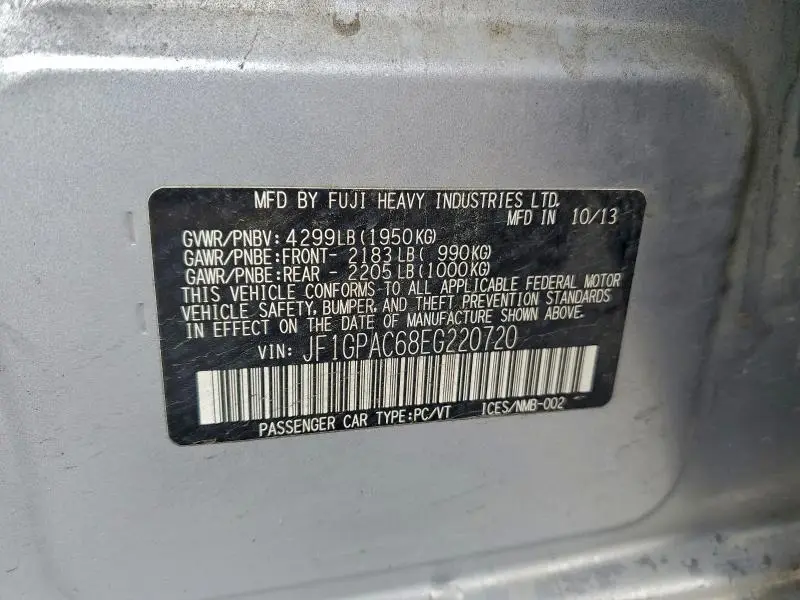 MFD BY FUJI HEAVY INDUSTRIES LTD.
MFD IN 10/13
GVWR/PNBV: 4299LB(1950KG)
GAWR/PNBE:FRONT- 2183LB( 990KG)
GAWR/PNBE:REAR - 2205LB(1000KG)
THIS VEHICLE CONFORMS TO ALL APPLICABLE FEDERAL MOTOR
VEHICLE SAFETY, BUMPER, AND THEFT PREVENTION STANDARDS
IN EFFECT ON THE DATE OF MANUFACTURE SHOWN ABOVE.
VIN: JF1GPAC68EG220720
PASSENGER CAR TYPE:PC/VT ICES/NMB-002